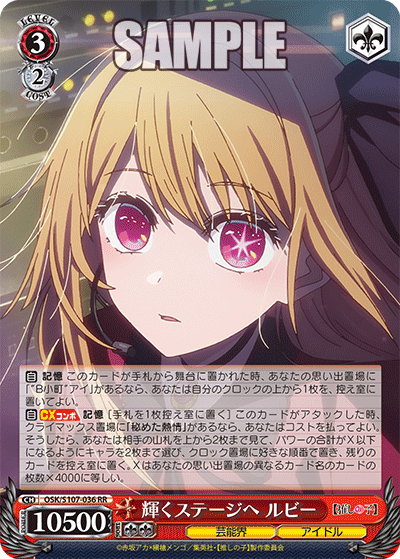 LEVEL
3
2
COST
SAMPLE
自 記憶 このカードが手札から舞台に置かれた時、あなたの思い出置場に
「“B小町”アイ」があるなら、あなたは自分のクロックの上から1枚を、控え室に
置いてよい。
自 CXコンボ 記憶 [手札を1枚控え室に置く] このカードがアタックした時、
クライマックス置場に「秘めた熱情」があるなら、あなたはコストを払ってよい。そ
うしたら、あなたは相手の山札を上から2枚まで見て、パワーの合計がX以下
になるようにキャラを2枚まで選び、クロック置場に好きな順番で置き、残りの
カードを控え室に置く。Xはあなたの思い出置場の異なるカード名のカードの
枚数×4000に等しい。
CH OSK/S107-036 RR
10500
輝くステージへ ルビー
【推しの子】
芸能界
アイドル
©赤坂アカ×横槍メンゴ／集英社・【推しの子】製作委員会